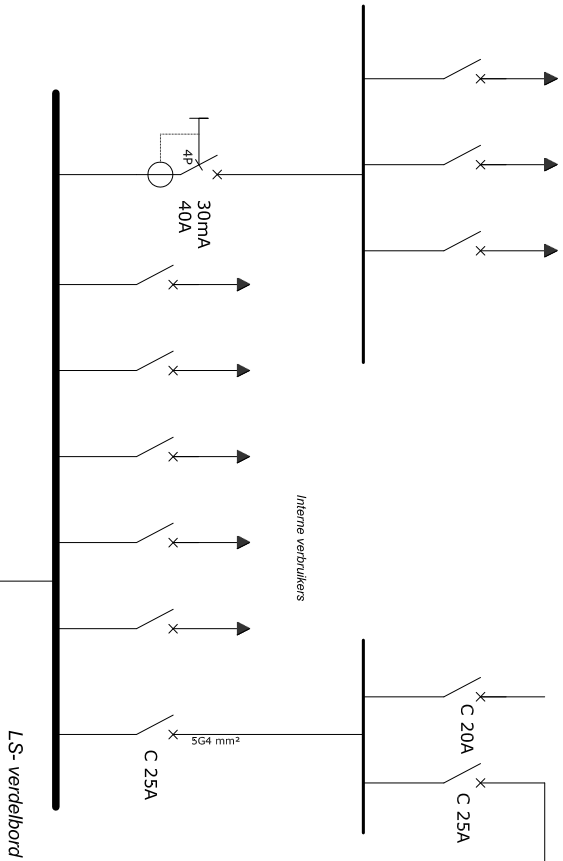 4P
30mA
40A
Interne verbruikers
5G4 mm²
C 25A
C 20A
C 25A
LS- verdelbord